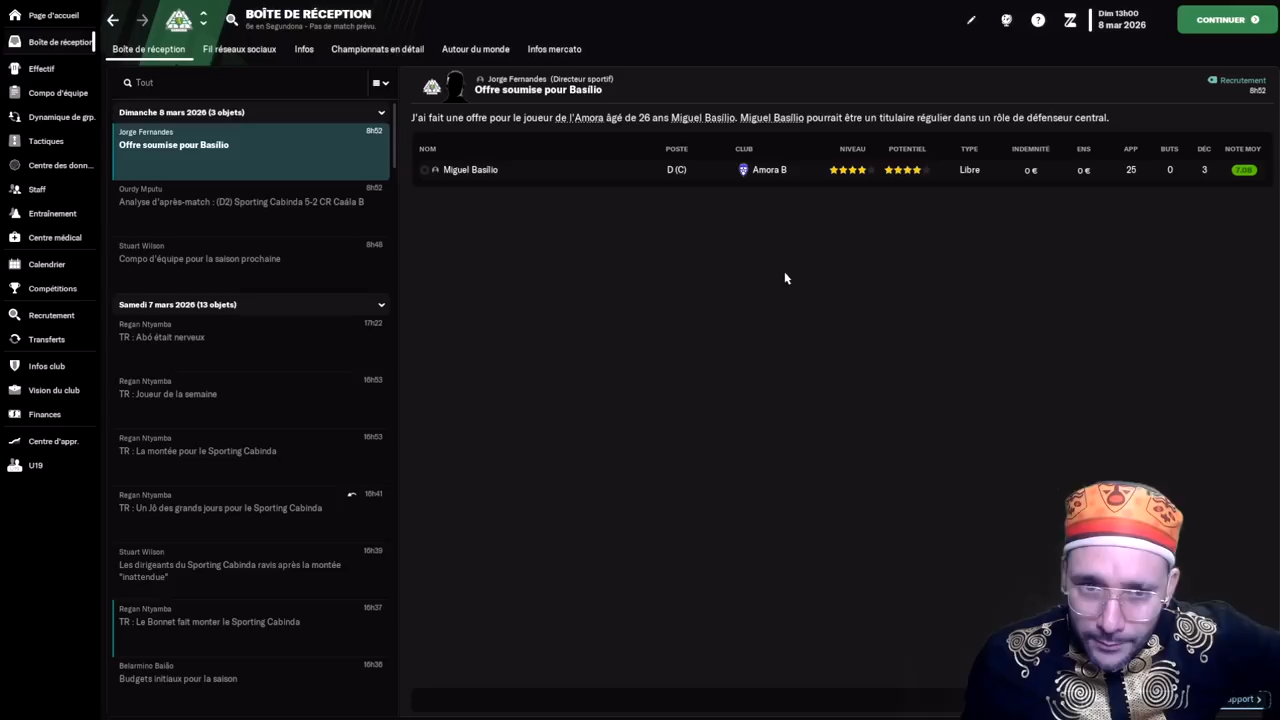 Page d'accueil
Boîte de réception
Effectif
Compo d'équipe
Dynamique de grp.
Tactiques
Centre des donn...
Staff
Entraînement
Centre médical
Calendrier
Compétitions
Recrutement
Transferts
Infos club
Vision du club
Finances
Centre d'appr.
U19
BOÎTE DE RÉCEPTION
6e en Segundona - Pas de match prévu.
Dim 13h00
8 mar 2026
CONTINUER
Boîte de réception
Fil réseaux sociaux
Infos
Championnats en détail
Autour du monde
Infos mercato
Tout
Dimanche 8 mars 2026 (3 objets)
Jorge Fernandes 8h52
Offre soumise pour Basílio
Ourdy Mputu 8h52
Analyse d'après-match : (D2) Sporting Cabinda 5-2 CR Caála B
Stuart Wilson 8h48
Compo d'équipe pour la saison prochaine
Samedi 7 mars 2026 (13 objets)
Regan Ntyamba 17h22
TR : Abó était nerveux
Regan Ntyamba 16h53
TR : Joueur de la semaine
Regan Ntyamba 16h53
TR : La montée pour le Sporting Cabinda
Regan Ntyamba 16h41
TR : Un Jó des grands jours pour le Sporting Cabinda
Stuart Wilson 16h39
Les dirigeants du Sporting Cabinda ravis après la montée
"inattendue"
Regan Ntyamba 16h37
TR : Le Bonnet fait monter le Sporting Cabinda
Belarmino Baião 16h36
Budgets initiaux pour la saison
Jorge Fernandes (Directeur sportif)
Offre soumise pour Basílio
Recrutement
8h52
J'ai fait une offre pour le joueur de l'Amora âgé de 26 ans Miguel Basílio. Miguel Basílio pourrait être un titulaire régulier dans un rôle de défenseur central.
NOM POSTE CLUB NIVEAU POTENTIEL TYPE INDEMNITÉ ENS APP BUTS DÉC NOTE MOY
Miguel Basílio D (C) Amora B Libre 0 € 0 € 25 0 3 7.08